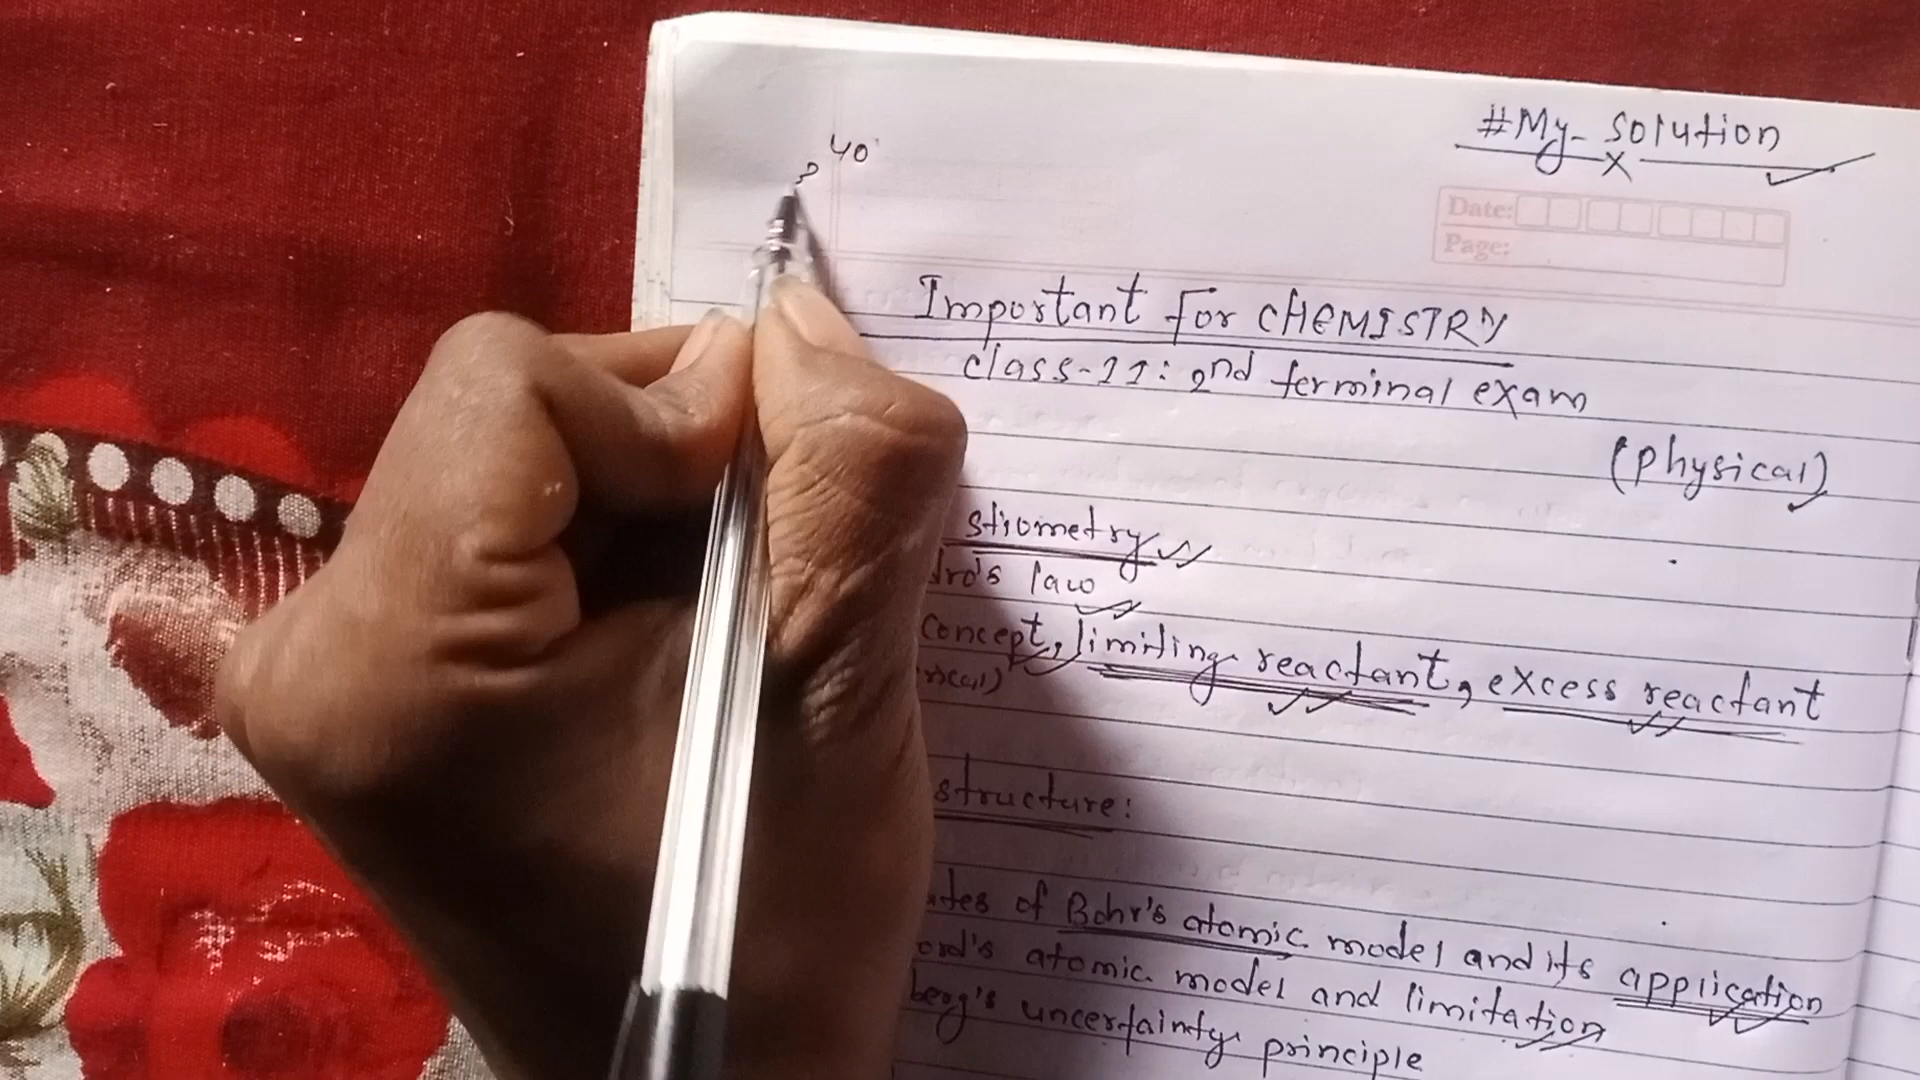 #My-Solution
40
Date:
Page:
Important for CHEMISTRY
class-11: 2nd terminal exam
(physical)
stiometry
dro's law
concept, limiting reactant, excess reactant
rical)
structure:
ates of Bohr's atomic model and its application
ord's atomic model and limitation
berg's uncertainty principle